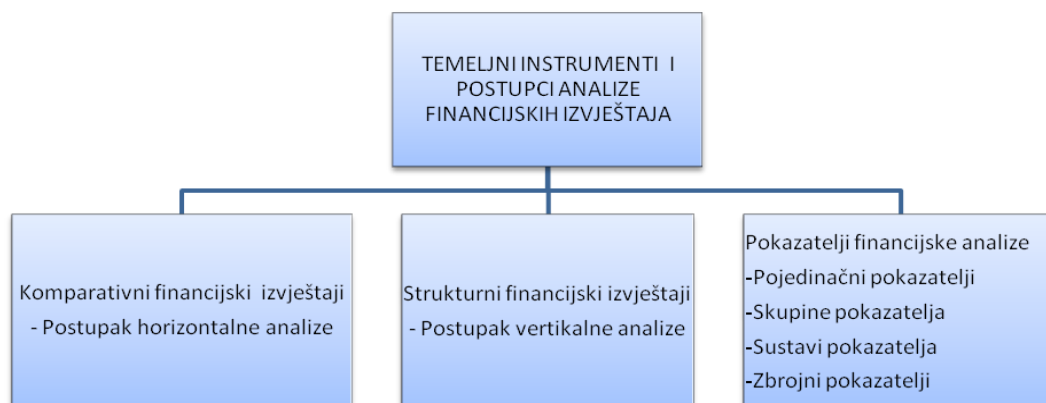 TEMELJNI INSTRUMENTI I
POSTUPCI ANALIZE
FINANCIJSKIH IZVJEŠTAJA
Komparativni financijski izvještaji
- Postupak horizontalne analize
Strukturni financijski izvještaji
- Postupak vertikalne analize
Pokazatelji financijske analize
-Pojedinačni pokazatelji
-Skupine pokazatelja
-Sustavi pokazatelja
-Zbrojni pokazatelji